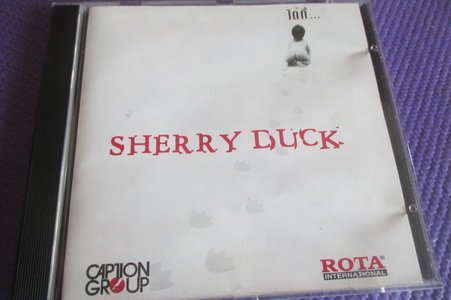 ได้ที...
SHERRY DUCK
CAPTION
GROUP
ROTA®
INTERNATIONAL